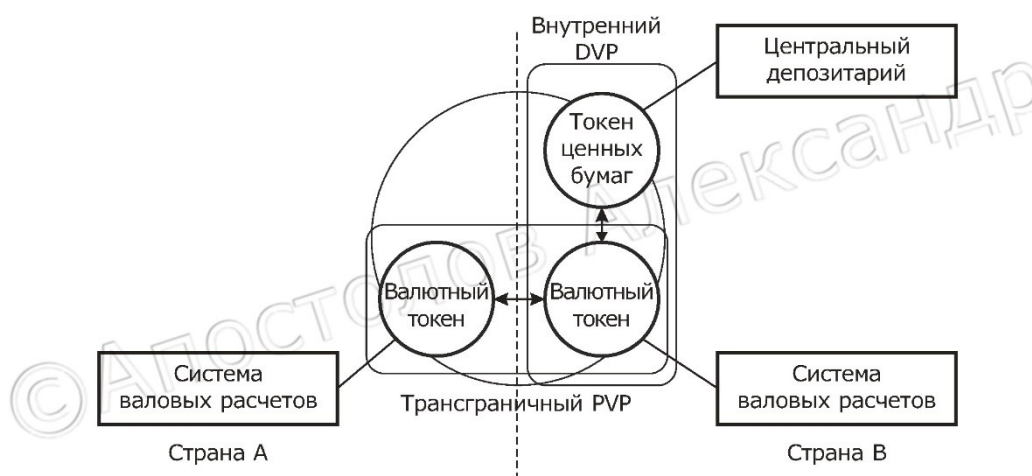 Внутренний
DVP
Центральный
депозитарий
Токен
ценных
бумаг
Валютный
токен
Валютный
токен
Система
валовых расчетов
Трансграничный PVP
Система
валовых расчетов
Страна A
Страна B
©Апостолов Александр